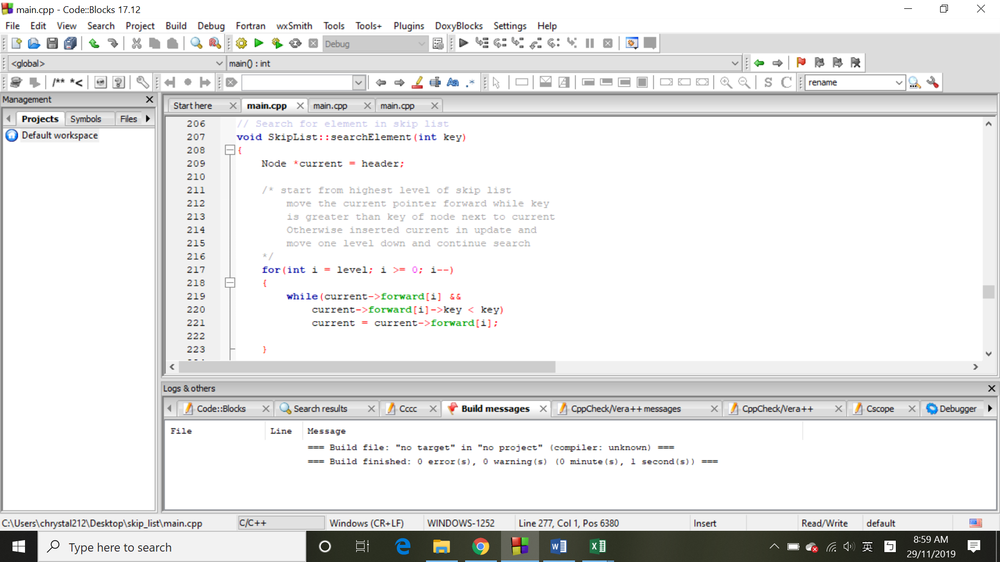 main.cpp - Code::Blocks 17.12
File Edit View Search Project Build Debug Fortran wxSmith Tools Tools+ Plugins DoxyBlocks Settings Help
Debug
<global> main() : int
/** *<
rename
Management
Start here main.cpp main.cpp main.cpp
Projects Symbols Files
Default workspace
206 // Search for element in skip list
207 void SkipList::searchElement(int key)
208 {
209 Node *current = header;
210
211 /* start from highest level of skip list
212 move the current pointer forward while key
213 is greater than key of node next to current
214 Otherwise inserted current in update and
215 move one level down and continue search
216 */
217 for(int i = level; i >= 0; i--)
218 {
219 while(current->forward[i] &&
220 current->forward[i]->key < key)
221 current = current->forward[i];
222
223 }
Logs & others
Code::Blocks Search results Cccc Build messages CppCheck/Vera++ messages CppCheck/Vera++ Cscope Debugger
File Line Message
=== Build file: "no target" in "no project" (compiler: unknown) ===
=== Build finished: 0 error(s), 0 warning(s) (0 minute(s), 1 second(s)) ===
C:\Users\chrystal212\Desktop\skip_list\main.cpp C/C++ Windows (CR+LF) WINDOWS-1252 Line 277, Col 1, Pos 6380 Insert Read/Write default
Type here to search
英
8:59 AM
29/11/2019